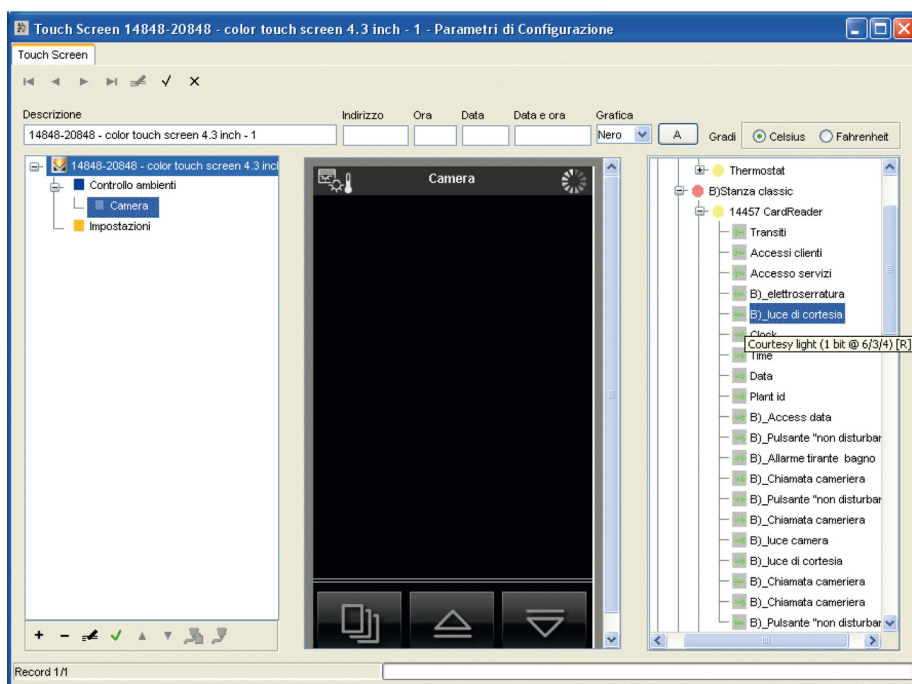 Touch Screen 14848-20848 - color touch screen 4.3 inch - 1 - Parametri di Configurazione
Touch Screen
Descrizione Indirizzo Ora Data Data e ora Grafica
14848-20848 - color touch screen 4.3 inch - 1 Nero A Gradi Celsius Fahrenheit
14848-20848 - color touch screen 4.3 incl
Controllo ambienti
Camera
Impostazioni
Camera
Thermostat
B)Stanza classic
14457 CardReader
Transiti
Accessi clienti
Accesso servizi
B)_elettroserratura
B)_luce di cortesia
Clock
Courtesy light (1 bit @ 6/3/4) [R]
Time
Data
Plant id
B)_Access data
B)_Pulsante "non disturbar
B)_Allarme tirante bagno
B)_Chiamata cameriera
B)_Pulsante "non disturbar
B)_Chiamata cameriera
B)_luce camera
B)_luce di cortesia
B)_Chiamata cameriera
B)_Chiamata cameriera
B)_Pulsante "non disturbar
Record 1/1